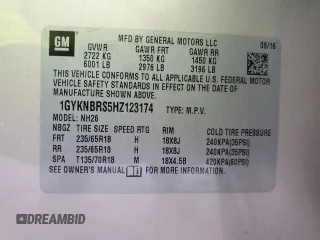 GM
MFD BY GENERAL MOTORS LLC
GVWR GAWR FRT GAWR RR 06/16
2722 KG 1350 KG 1450 KG
6001 LB 2976 LB 3196 LB
THIS VEHICLE CONFORMS TO ALL APPLICABLE U.S. FEDERAL MOTOR
VEHICLE SAFETY STANDARDS IN EFFECT ON THE DATE OF
MANUFACTURE SHOWN ABOVE.
1GYKNBRS5HZ123174 TYPE: M.P.V.
MODEL: NH26
NBGZ TIRE SIZE SPEED RTG RIM COLD TIRE PRESSURE
FRT 235/65R18 H 18X8J 240KPA(35PSI)
RR 235/65R18 H 18X8J 240KPA(35PSI)
SPA T135/70R18 M 18X4.5B 420KPA(60PSI)
SEE OWNER'S MANUAL FOR MORE INFORMATION.
DREAMBID